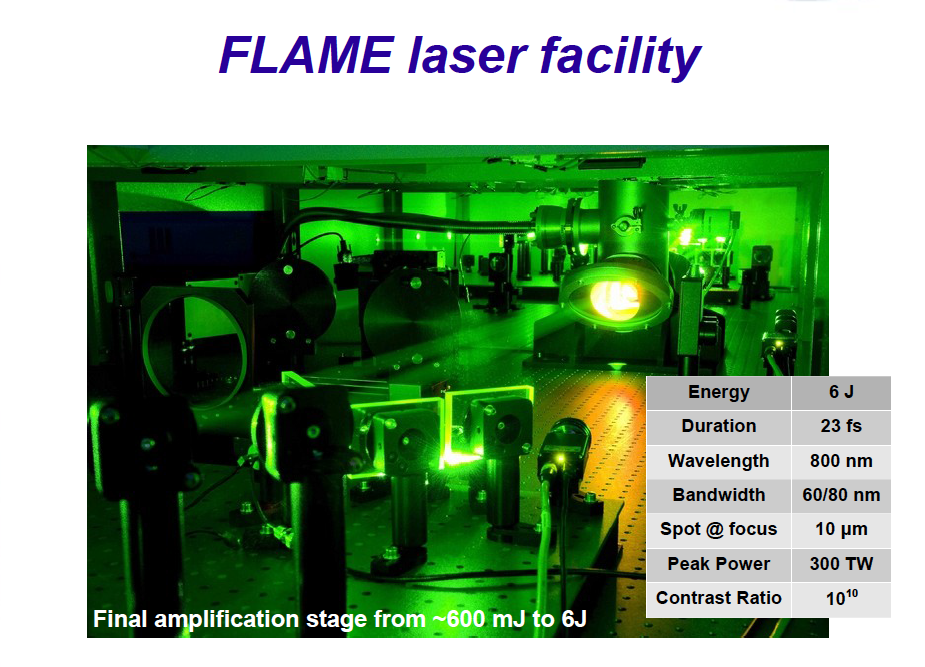 FLAME laser facility
Energy 6 J
Duration 23 fs
Wavelength 800 nm
Bandwidth 60/80 nm
Spot @ focus 10 µm
Peak Power 300 TW
Contrast Ratio 10¹⁰
Final amplification stage from ~600 mJ to 6J